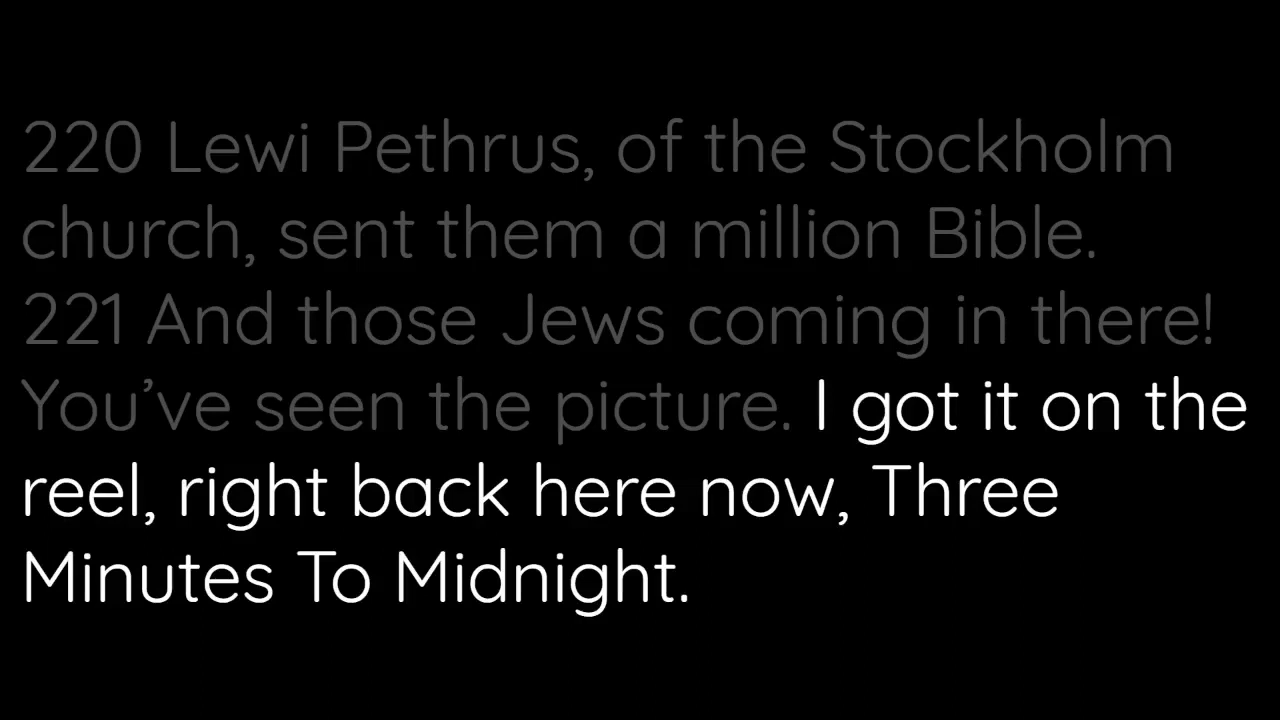 220 Lewi Pethrus, of the Stockholm
church, sent them a million Bible.
221 And those Jews coming in there!
You’ve seen the picture. I got it on the
reel, right back here now, Three
Minutes To Midnight.